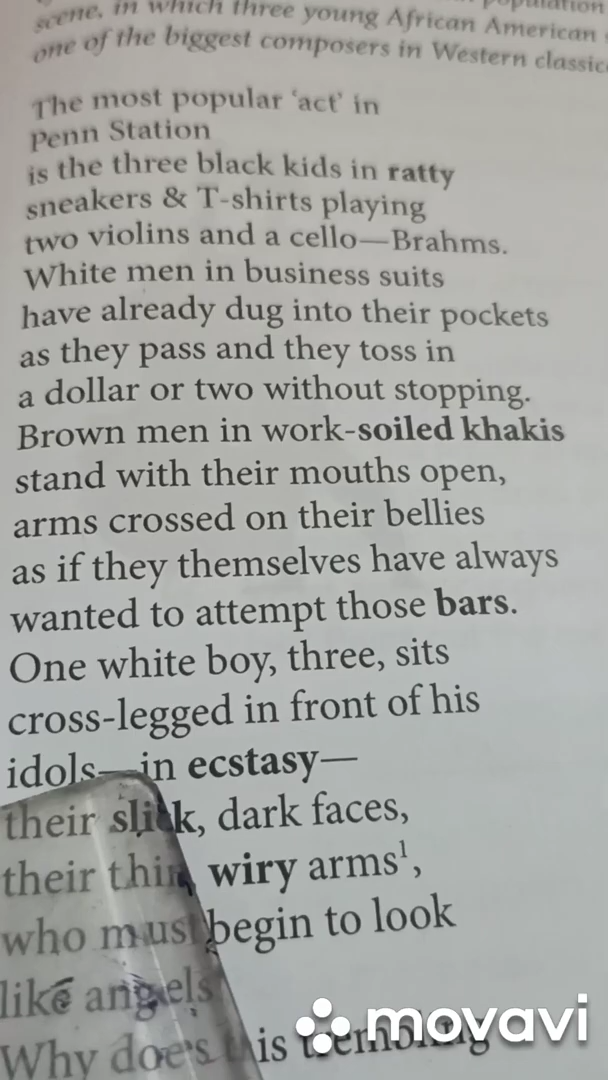 population
scene, in which three young African American
one of the biggest composers in Western classic
The most popular ‘act’ in
Penn Station
is the three black kids in ratty
sneakers & T-shirts playing
two violins and a cello—Brahms.
White men in business suits
have already dug into their pockets
as they pass and they toss in
a dollar or two without stopping.
Brown men in work-soiled khakis
stand with their mouths open,
arms crossed on their bellies
as if they themselves have always
wanted to attempt those bars.
One white boy, three, sits
cross-legged in front of his
idols—in ecstasy—
their slick, dark faces,
their thin, wiry arms¹,
who must begin to look
like angels
Why does this trembling
movavi